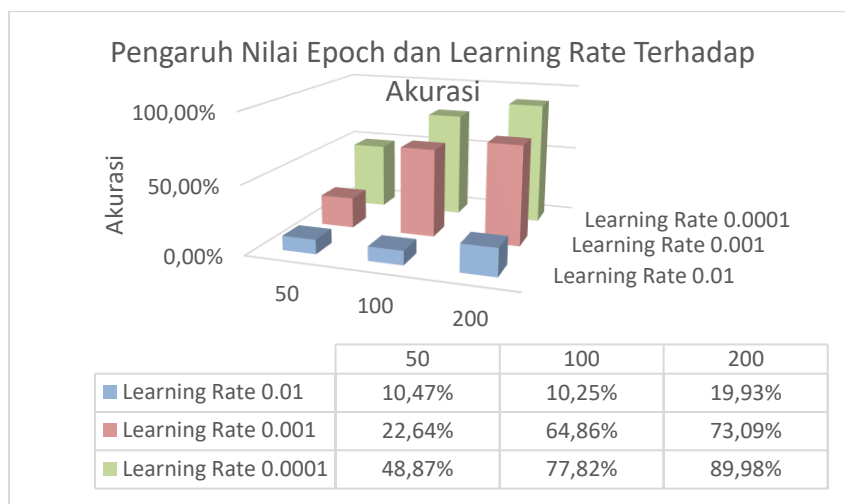 Pengaruh Nilai Epoch dan Learning Rate Terhadap
Akurasi
100,00%
50,00%
0,00%
Akurasi
50
100
200
Learning Rate 0.0001
Learning Rate 0.001
Learning Rate 0.01
50 100 200
Learning Rate 0.01 10,47% 10,25% 19,93%
Learning Rate 0.001 22,64% 64,86% 73,09%
Learning Rate 0.0001 48,87% 77,82% 89,98%